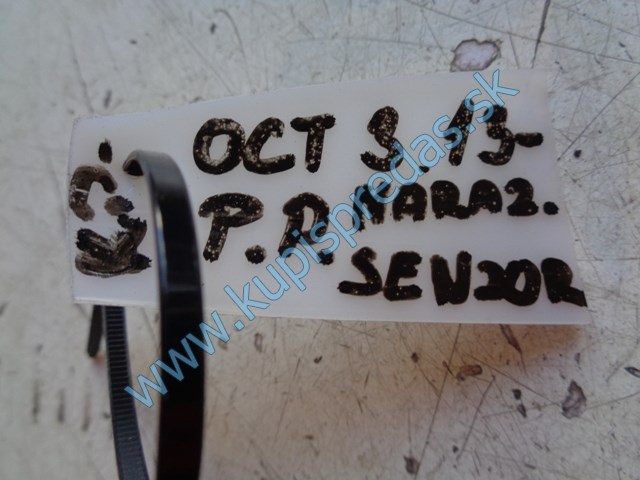 OCT 3. 13-
P.D. NARAZ.
SENZOR
www.kupispredas.sk